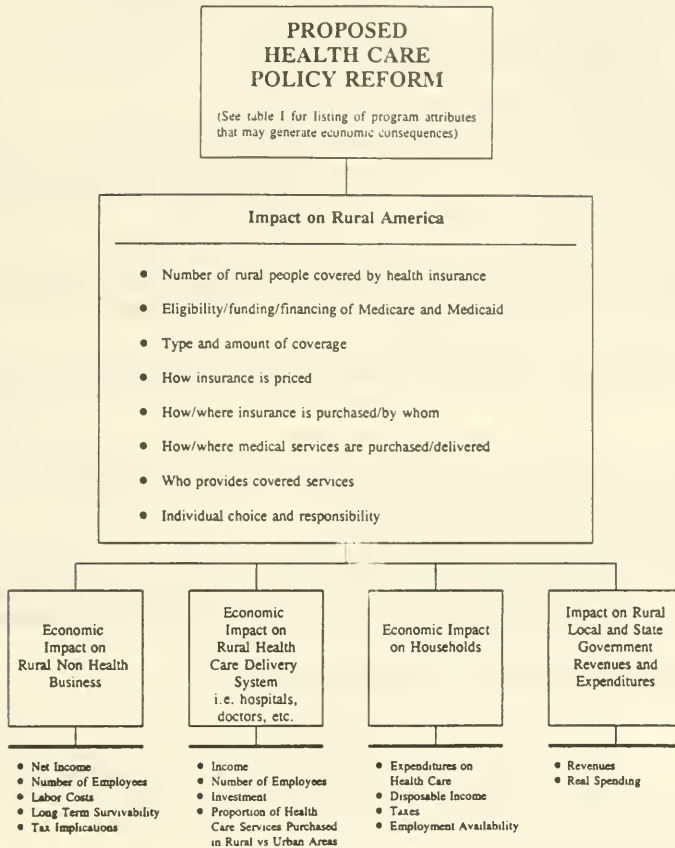 PROPOSED
HEALTH CARE
POLICY REFORM
(See table I for listing of program attributes
that may generate economic consequences)
Impact on Rural America
• Number of rural people covered by health insurance
• Eligibility/funding/financing of Medicare and Medicaid
• Type and amount of coverage
• How insurance is priced
• How/where insurance is purchased/by whom
• How/where medical services are purchased/delivered
• Who provides covered services
• Individual choice and responsibility
Economic
Impact on
Rural Non Health
Business
• Net Income
• Number of Employees
• Labor Costs
• Long Term Survivability
• Tax Implications
Economic
Impact on
Rural Health
Care Delivery
System
i.e. hospitals,
doctors, etc.
• Income
• Number of Employees
• Investment
• Proportion of Health
Care Services Purchased
in Rural vs Urban Areas
Economic Impact
on Households
• Expenditures on
Health Care
• Disposable Income
• Taxes
• Employment Availability
Impact on Rural
Local and State
Government
Revenues and
Expenditures
• Revenues
• Real Spending